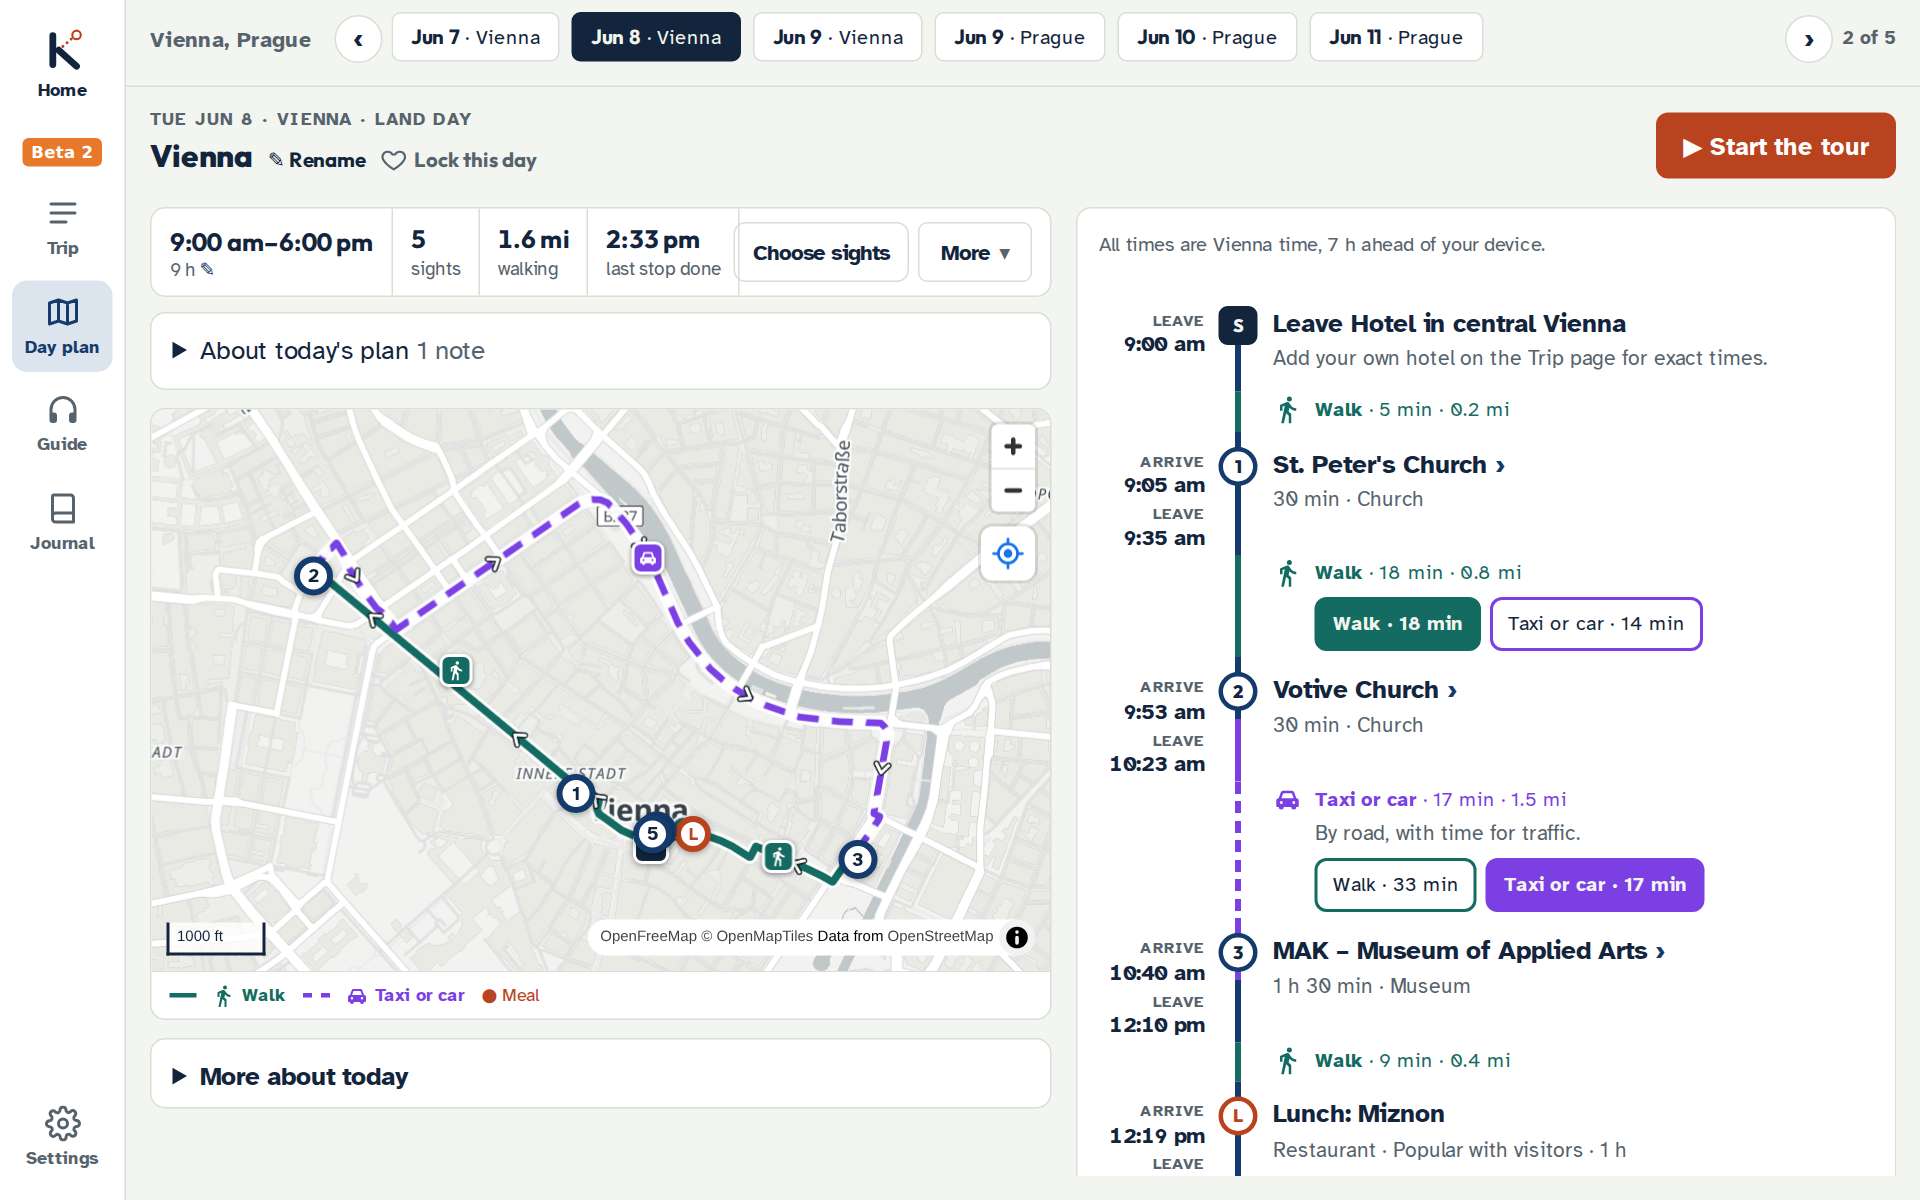 Home
Beta 2
Trip
Day plan
Guide
Journal
Settings
Vienna, Prague
‹
Jun 7 · Vienna
Jun 8 · Vienna
Jun 9 · Vienna
Jun 9 · Prague
Jun 10 · Prague
Jun 11 · Prague
›
2 of 5
TUE JUN 8 · VIENNA · LAND DAY
Vienna
✎ Rename
Lock this day
▶ Start the tour
9:00 am–6:00 pm
9 h ✎
5
sights
1.6 mi
walking
2:33 pm
last stop done
Choose sights
More ▾
▶ About today's plan 1 note
Taborstraße
ADT
2
1
5
L
3
1000 ft
OpenFreeMap © OpenMapTiles Data from OpenStreetMap
Walk
Taxi or car
Meal
▶ More about today
All times are Vienna time, 7 h ahead of your device.
LEAVE
9:00 am
S
Leave Hotel in central Vienna
Add your own hotel on the Trip page for exact times.
Walk · 5 min · 0.2 mi
ARRIVE
9:05 am
LEAVE
9:35 am
1
St. Peter's Church ›
30 min · Church
Walk · 18 min · 0.8 mi
Walk · 18 min
Taxi or car · 14 min
ARRIVE
9:53 am
LEAVE
10:23 am
2
Votive Church ›
30 min · Church
Taxi or car · 17 min · 1.5 mi
By road, with time for traffic.
Walk · 33 min
Taxi or car · 17 min
ARRIVE
10:40 am
LEAVE
12:10 pm
3
MAK – Museum of Applied Arts ›
1 h 30 min · Museum
Walk · 9 min · 0.4 mi
ARRIVE
12:19 pm
LEAVE
L
Lunch: Miznon
Restaurant · Popular with visitors · 1 h